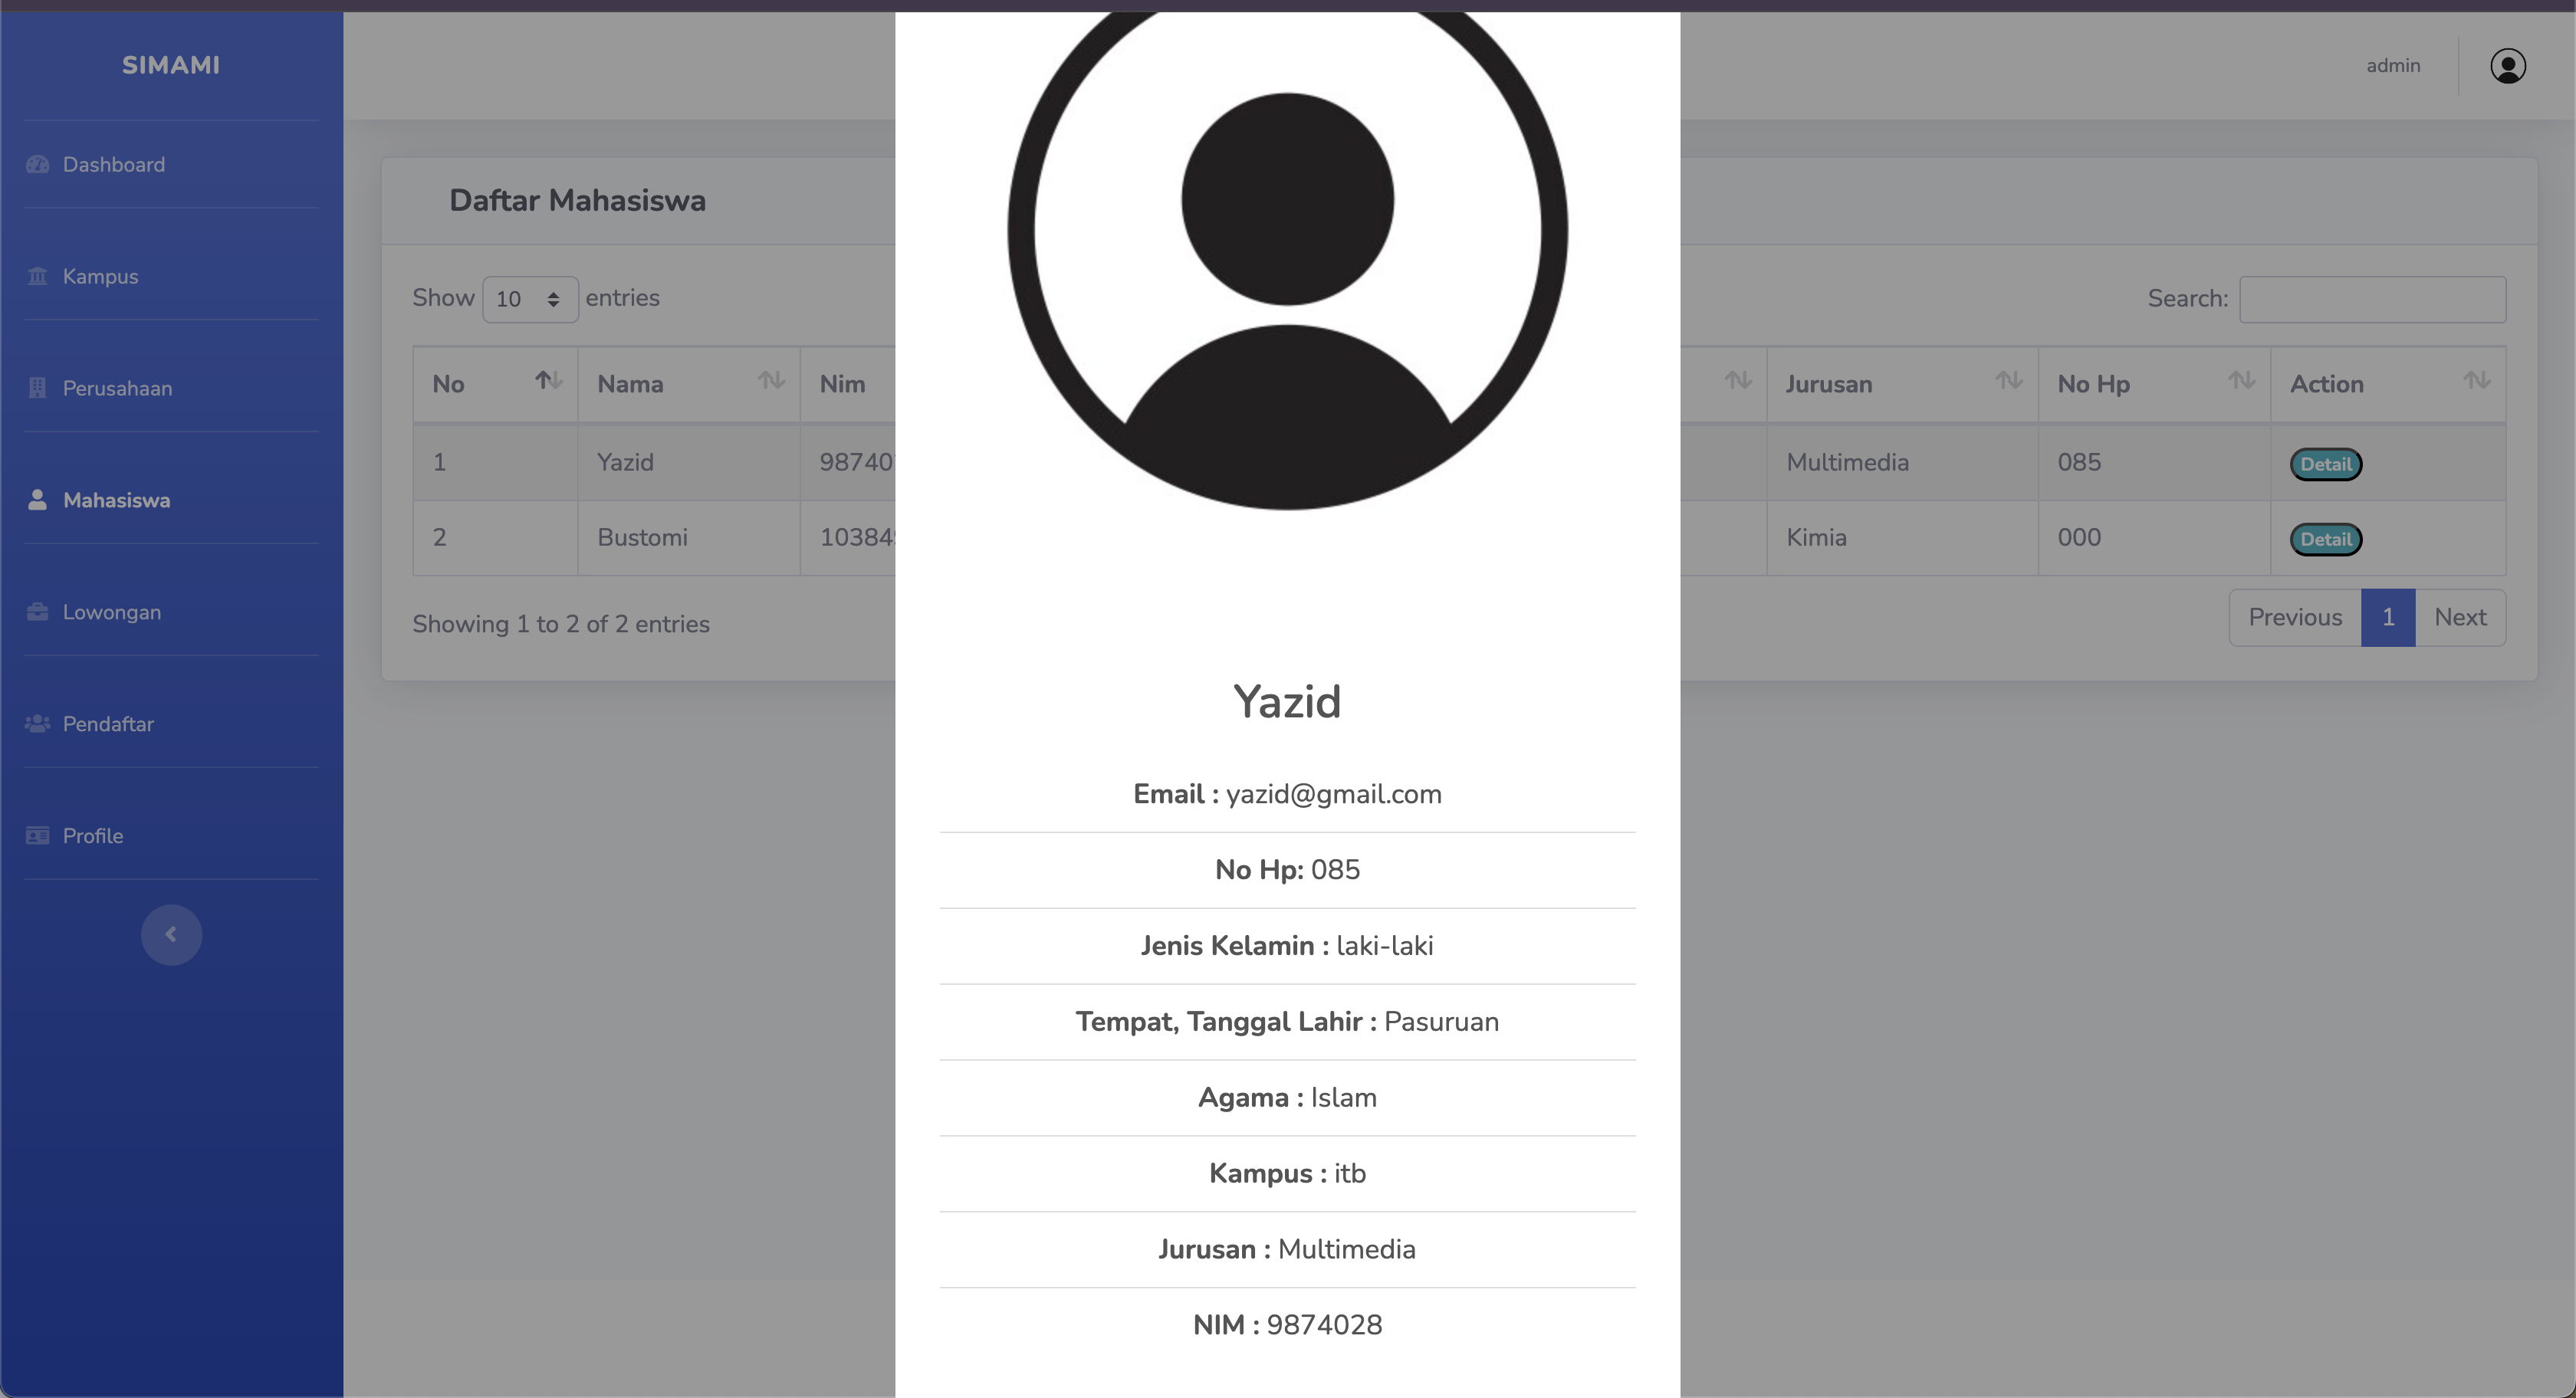 SIMAMI
admin
Dashboard
Kampus
Perusahaan
Mahasiswa
Lowongan
Pendaftar
Profile
Daftar Mahasiswa
Show 10 entries
Search:
No Nama Nim Jurusan No Hp Action
1 Yazid Multimedia 085 Detail
2 Bustomi Kimia 000 Detail
Showing 1 to 2 of 2 entries
Previous 1 Next
Yazid
Email : yazid@gmail.com
No Hp: 085
Jenis Kelamin : laki-laki
Tempat, Tanggal Lahir : Pasuruan
Agama : Islam
Kampus : itb
Jurusan : Multimedia
NIM : 9874028